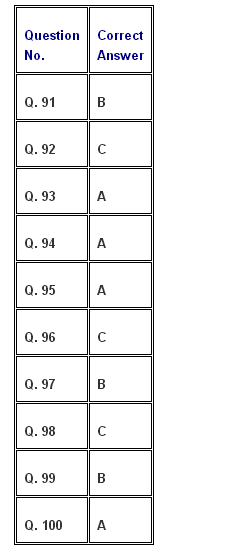 Question No. Correct Answer
Q. 91 B
Q. 92 C
Q. 93 A
Q. 94 A
Q. 95 A
Q. 96 C
Q. 97 B
Q. 98 C
Q. 99 B
Q. 100 A